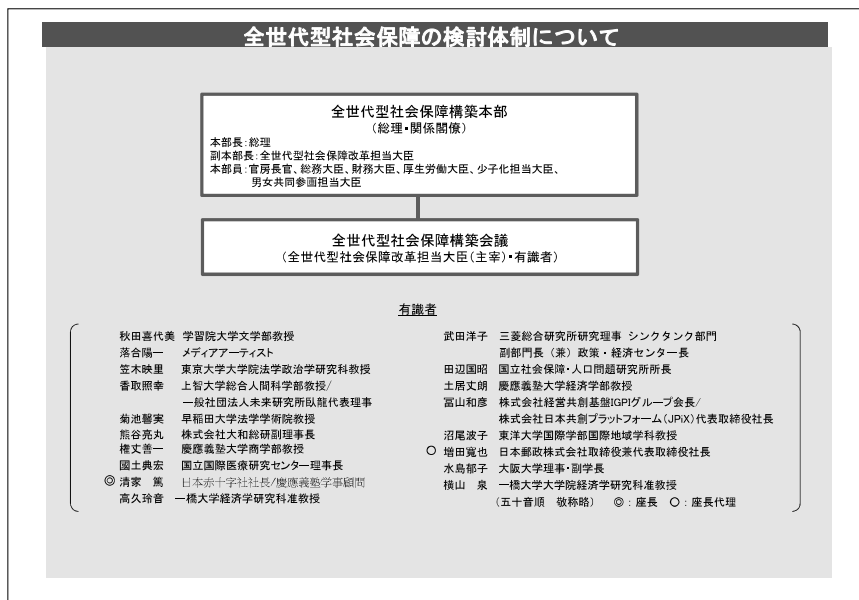 全世代型社会保障の検討体制について
全世代型社会保障構築本部
(総理・関係閣僚)
本部長:総理
副本部長:全世代型社会保障改革担当大臣
本部員:官房長官、総務大臣、財務大臣、厚生労働大臣、少子化担当大臣、
男女共同参画担当大臣
全世代型社会保障構築会議
(全世代型社会保障改革担当大臣(主宰)・有識者)
有識者
秋田喜代美 学習院大学文学部教授
落合陽一 メディアアーティスト
笠木映里 東京大学大学院法学政治学研究科教授
香取照幸 上智大学総合人間科学部教授/
一般社団法人未来研究所臥龍代表理事
菊池馨実 早稲田大学法学学術院教授
熊谷亮丸 株式会社大和総研副理事長
権丈善一 慶應義塾大学商学部教授
國土典宏 国立国際医療研究センター理事長
◎清家 篤 日本赤十字社社長/慶應義塾学事顧問
高久玲音 一橋大学経済学研究科准教授
武田洋子 三菱総合研究所研究理事 シンクタンク部門
副部門長(兼)政策・経済センター長
田辺国昭 国立社会保障・人口問題研究所所長
土居丈朗 慶應義塾大学経済学部教授
冨山和彦 株式会社経営共創基盤IGPIグループ会長/
株式会社日本共創プラットフォーム(JPiX)代表取締役社長
沼尾波子 東洋大学国際学部国際地域学科教授
○ 増田寬也 日本郵政株式会社取締役兼代表執行役社長
水島郁子 大阪大学理事・副学長
横山 泉 一橋大学大学院経済学研究科准教授
(五十音順 敬称略) ◎:座長 ○:座長代理